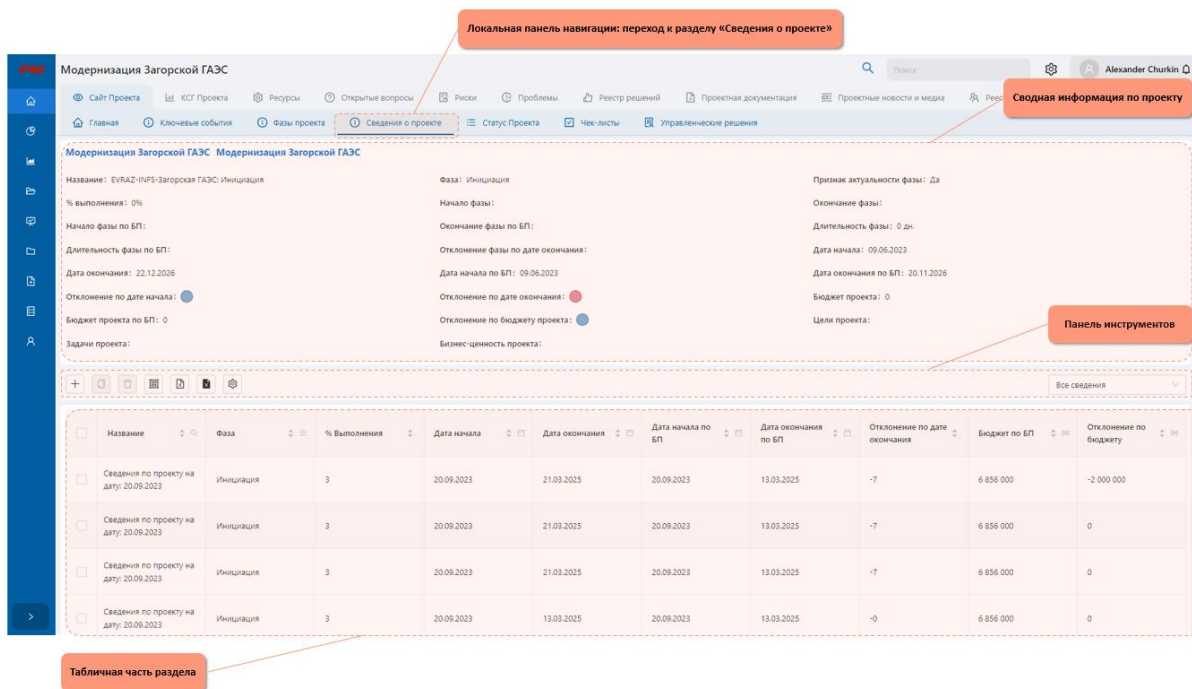 Локальная панель навигации: переход к разделу «Сведения о проекте»
Модернизация Загорской ГАЭС
Поиск
Alexander Churkin
Сайт Проекта КСГ Проекта Ресурсы Открытые вопросы Риски Проблемы Реестр решений Проектная документация Проектные новости и медиа
Сводная информация по проекту
Главная Ключевые события Фазы проекта Сведения о проекте Статус Проекта Чек-листы Управленческие решения
Модернизация Загорской ГАЭС Модернизация Загорской ГАЭС
Название: EVRAZ-INFS-Загорская ГАЭС: Инициация Фаза: Инициация Признак актуальности фазы: Да
% выполнения: 0% Начало фазы: Окончание фазы:
Начало фазы по БП: Окончание фазы по БП: Длительность фазы: 0 дн.
Длительность фазы по БП: Отклонение фазы по дате окончания: Дата начала: 09.06.2023
Дата окончания: 22.12.2026 Дата начала по БП: 09.06.2023 Дата окончания по БП: 20.11.2026
Отклонение по дате начала: Отклонение по дате окончания: Бюджет проекта: 0
Бюджет проекта по БП: 0 Отклонение по бюджету проекта: Цели проекта:
Задачи проекта: Бизнес-ценность проекта:
Панель инструментов
Все сведения
Название Фаза % Выполнения Дата начала Дата окончания Дата начала по БП Дата окончания по БП Отклонение по дате окончания Бюджет по БП Отклонение по бюджету
Сведения по проекту на дату: 20.09.2023 Инициация 3 20.09.2023 21.03.2025 20.09.2023 13.03.2025 -7 6 856 000 -2 000 000
Сведения по проекту на дату: 20.09.2023 Инициация 3 20.09.2023 21.03.2025 20.09.2023 13.03.2025 -7 6 856 000 0
Сведения по проекту на дату: 20.09.2023 Инициация 3 20.09.2023 21.03.2025 20.09.2023 13.03.2025 -7 6 856 000 0
Сведения по проекту на дату: 20.09.2023 Инициация 3 20.09.2023 13.03.2025 20.09.2023 13.03.2025 -0 6 856 000 0
Табличная часть раздела